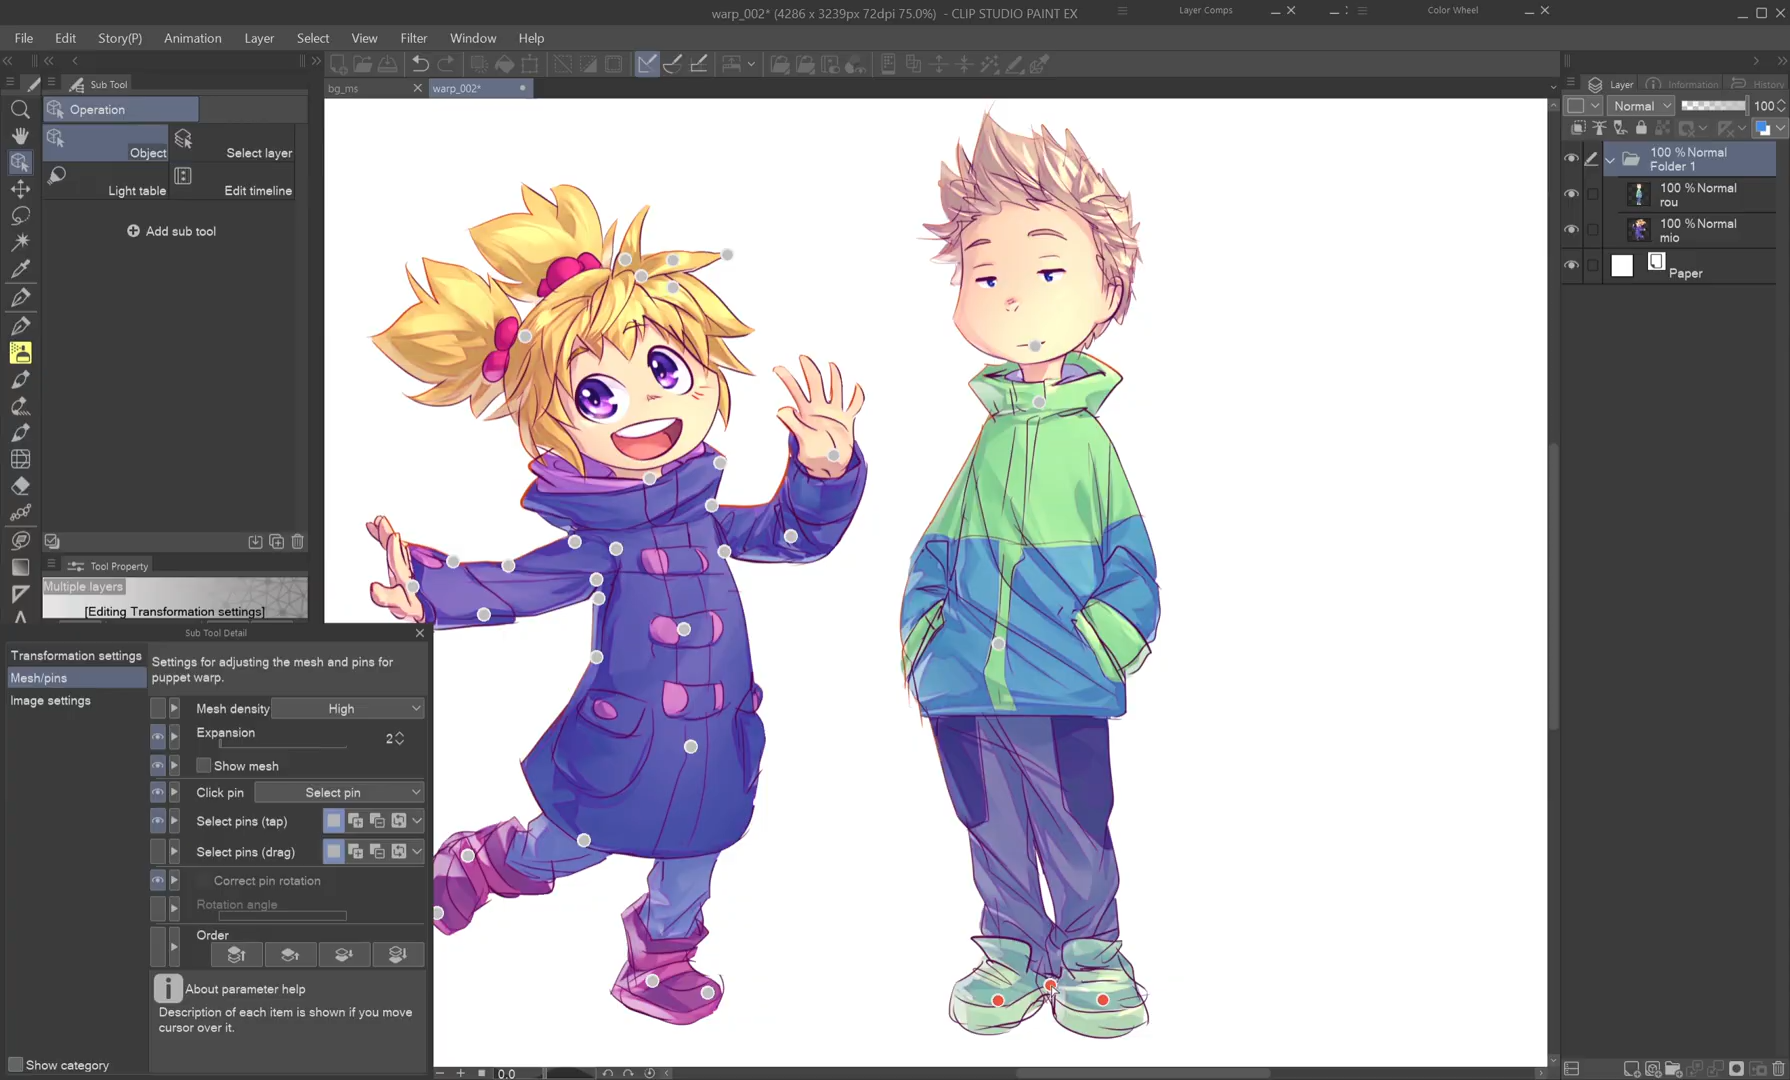 warp_002* (4286 x 3239px 72dpi 75.0%) - CLIP STUDIO PAINT EX
Layer Comps
Color Wheel
File Edit Story(P) Animation Layer Select View Filter Window Help
Sub Tool
bg_ms
warp_002*
Layer Information History
Operation
Normal 100
Object
Select layer
Light table
Edit timeline
Add sub tool
100 % Normal
Folder 1
100 % Normal
rou
100 % Normal
mio
Paper
Tool Property
Multiple layers
[Editing Transformation settings]
Sub Tool Detail
Transformation settings
Mesh/pins
Image settings
Settings for adjusting the mesh and pins for
puppet warp.
Mesh density High
Expansion
2
Show mesh
Click pin Select pin
Select pins (tap)
Select pins (drag)
Correct pin rotation
Rotation angle
Order
About parameter help
Description of each item is shown if you move
cursor over it.
Show category
0.0